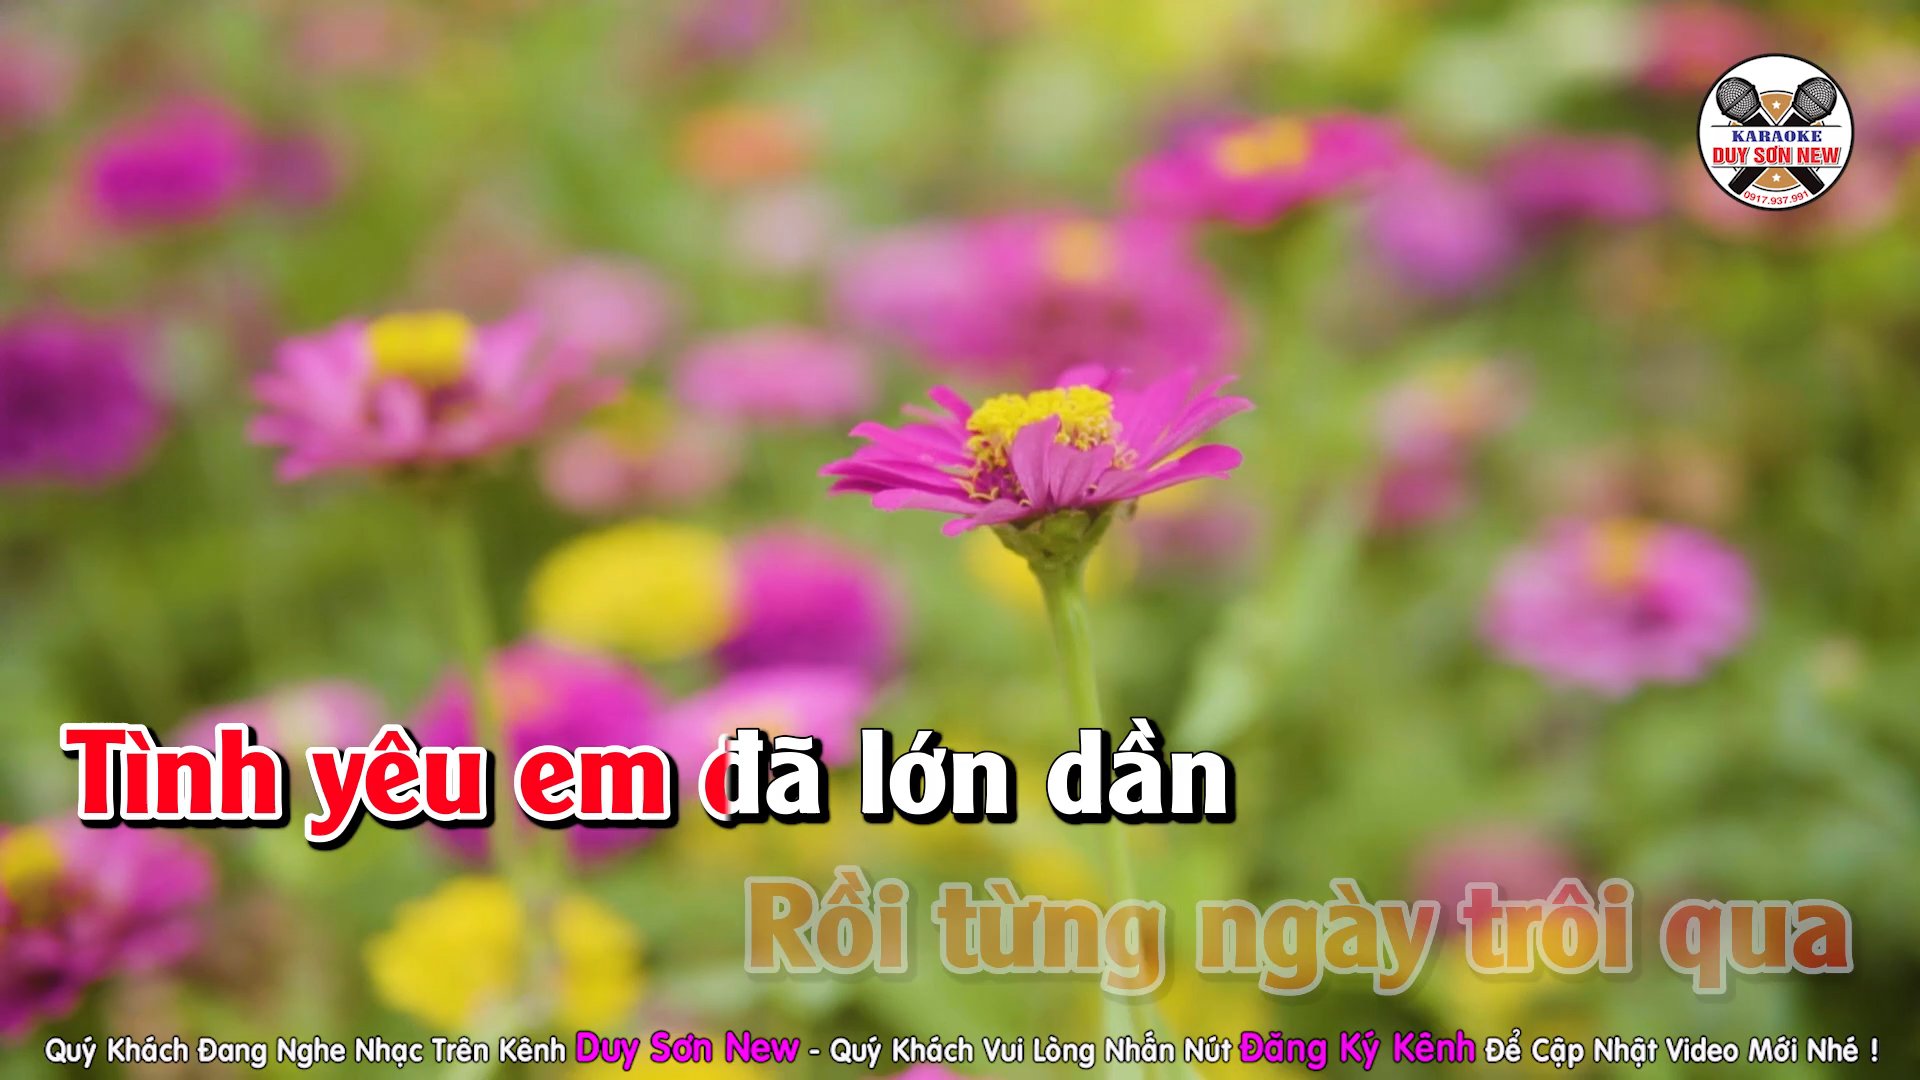 KARAOKE
DUY SƠN NEW
0917.937.991
Tình yêu em đã lớn dần
Rồi từng ngày trôi qua
Quý Khách Đang Nghe Nhạc Trên Kênh Duy Sơn New - Quý Khách Vui Lòng Nhấn Nút Đăng Ký Kênh Để Cập Nhật Video Mới Nhé !